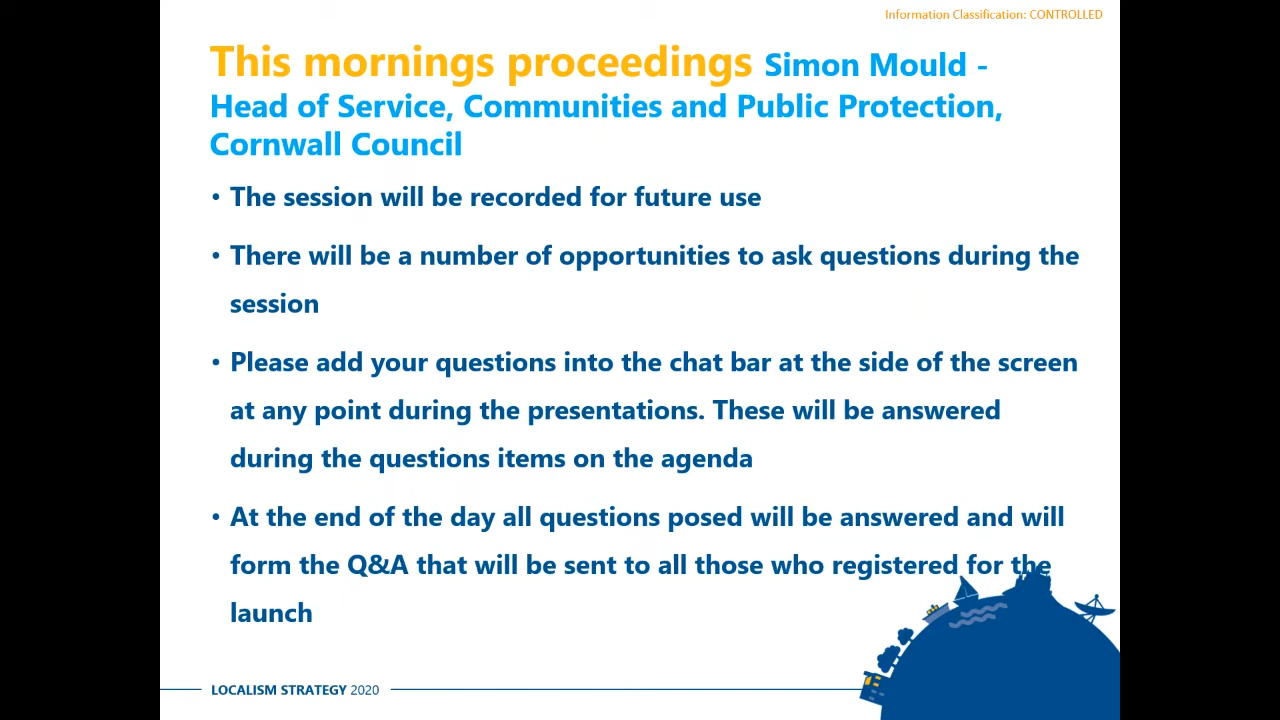 Information Classification: CONTROLLED
This mornings proceedings Simon Mould -
Head of Service, Communities and Public Protection,
Cornwall Council
• The session will be recorded for future use
• There will be a number of opportunities to ask questions during the
session
• Please add your questions into the chat bar at the side of the screen
at any point during the presentations. These will be answered
during the questions items on the agenda
• At the end of the day all questions posed will be answered and will
form the Q&A that will be sent to all those who registered for the
launch
LOCALISM STRATEGY 2020